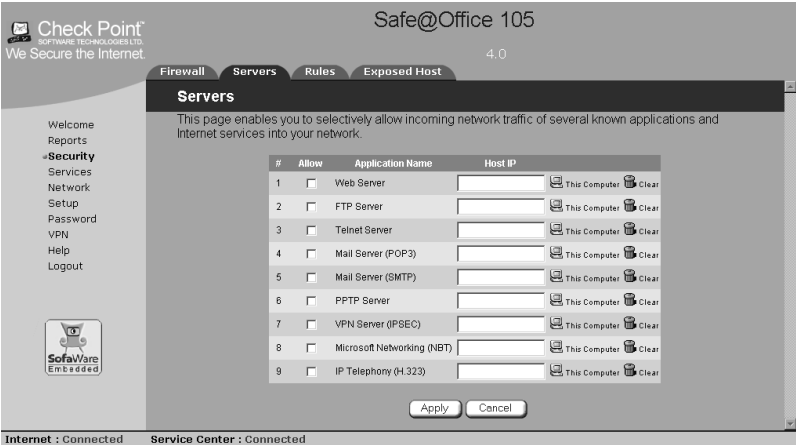 Check Point™
SOFTWARE TECHNOLOGIES LTD.
We Secure the Internet.
Safe@Office 105
4.0
Firewall Servers Rules Exposed Host
Servers
This page enables you to selectively allow incoming network traffic of several known applications and
Internet services into your network.
Welcome
Reports
Security
Services
Network
Setup
Password
VPN
Help
Logout
SofaWare
Embedded
# Allow Application Name Host IP
1 Web Server This Computer Clear
2 FTP Server This Computer Clear
3 Telnet Server This Computer Clear
4 Mail Server (POP3) This Computer Clear
5 Mail Server (SMTP) This Computer Clear
6 PPTP Server This Computer Clear
7 VPN Server (IPSEC) This Computer Clear
8 Microsoft Networking (NBT) This Computer Clear
9 IP Telephony (H.323) This Computer Clear
Apply Cancel
Internet : Connected Service Center : Connected